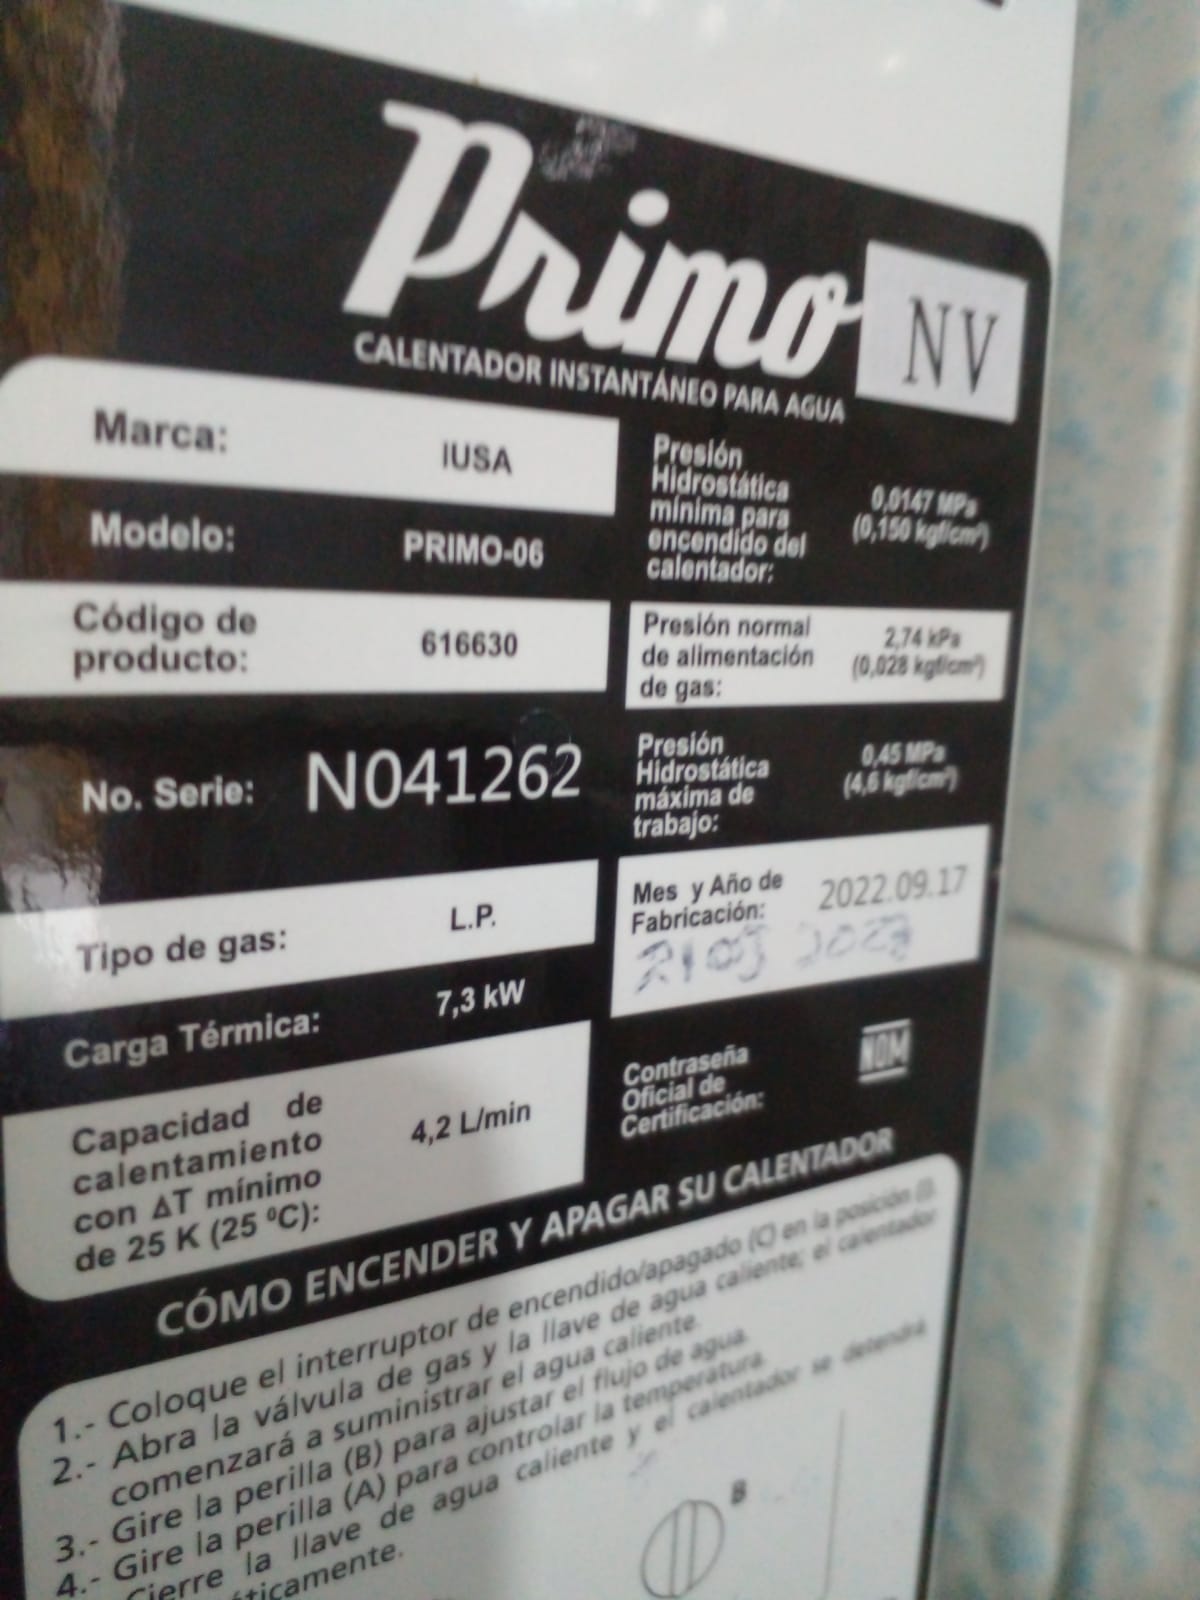 Primo
NV
CALENTADOR INSTANTÁNEO PARA AGUA
Marca: IUSA
Modelo: PRIMO-06
Código de
producto: 616630
No. Serie: N041262
Tipo de gas: L.P.
Carga Térmica: 7,3 kW
Capacidad de
calentamiento
con ΔT mínimo
de 25 K (25 ºC): 4,2 L/min
Presión
Hidrostática
mínima para
encendido del
calentador:
0,0147 MPa
(0,150 kgf/cm²)
Presión normal
de alimentación
de gas:
2,74 kPa
(0,028 kgf/cm²)
Presión
Hidrostática
máxima de
trabajo:
0,45 MPa
(4,6 kgf/cm²)
Mes y Año de
Fabricación: 2022.09.17
Contraseña
Oficial de
Certificación:
NOM
CÓMO ENCENDER Y APAGAR SU CALENTADOR
1.- Coloque el interruptor de encendido/apagado (C) en la posición (I).
2.- Abra la válvula de gas y la llave de agua caliente; el calentador
comenzará a suministrar el agua caliente.
3.- Gire la perilla (B) para ajustar el flujo de agua.
4.- Gire la perilla (A) para controlar la temperatura.
Cierre la llave de agua caliente y el calentador se detendrá
B